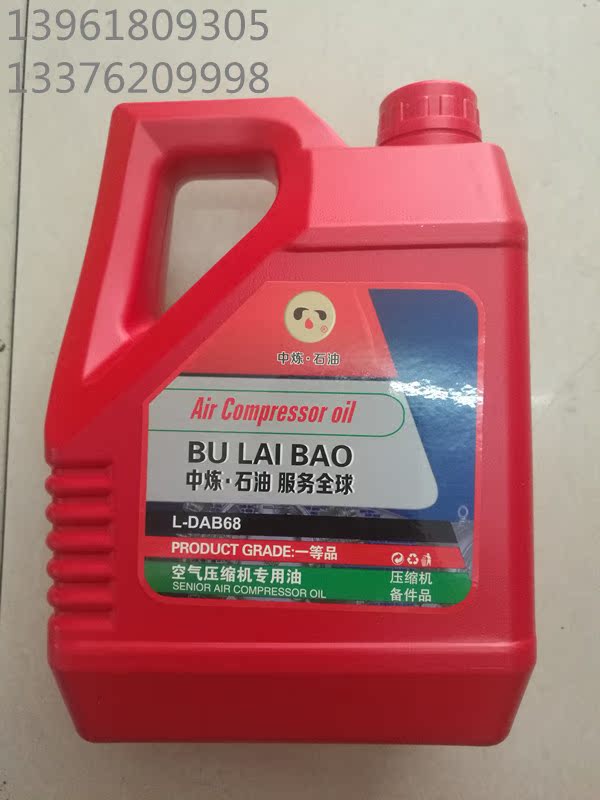 13961809305
13376209998
®
中炼·石油
Air Compressor oil
BU LAI BAO
中炼·石油 服务全球
L-DAB68
PRODUCT GRADE:一等品
空气压缩机专用油
SENIOR AIR COMPRESSOR OIL
压缩机
备件品